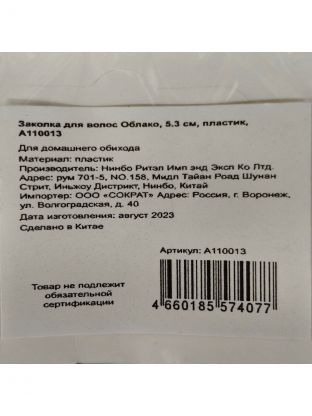 Заколка для волос Облако, 5.3 см, пластик,
А110013
Для домашнего обихода
Материал: пластик
Производитель: Нинбо Ритэл Имп энд Эксп Ко Лтд.
Адрес: рум 701-5, NO.158, Мидл Тайан Роад Шунан
Стрит, Иньжоу Дистрикт, Нинбо, Китай
Импортер: ООО "СОКРАТ" Адрес: Россия, г. Воронеж,
ул. Волгоградская, д. 40
Дата изготовления: август 2023
Сделано в Китае
Артикул: А110013
Товар не подлежит
обязательной
сертификации
4 660185 574077